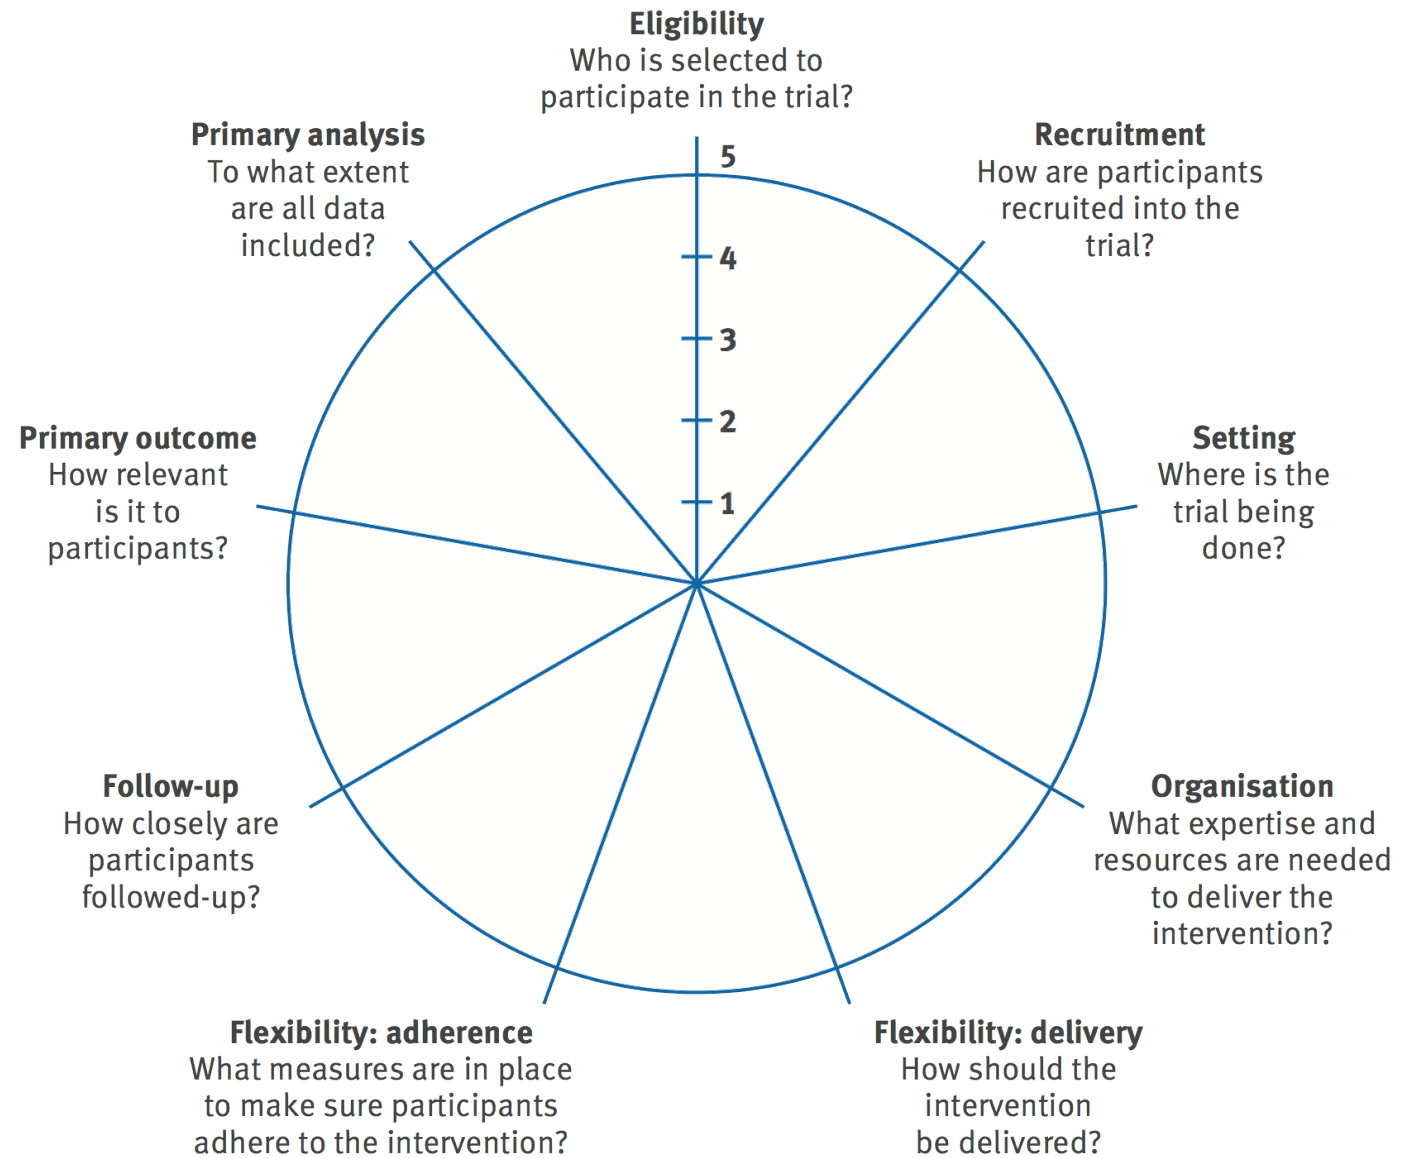 Eligibility
Who is selected to
participate in the trial?
Primary analysis
To what extent
are all data
included?
Recruitment
How are participants
recruited into the
trial?
5
4
3
2
1
Primary outcome
How relevant
is it to
participants?
Setting
Where is the
trial being
done?
Follow-up
How closely are
participants
followed-up?
Organisation
What expertise and
resources are needed
to deliver the
intervention?
Flexibility: adherence
What measures are in place
to make sure participants
adhere to the intervention?
Flexibility: delivery
How should the
intervention
be delivered?